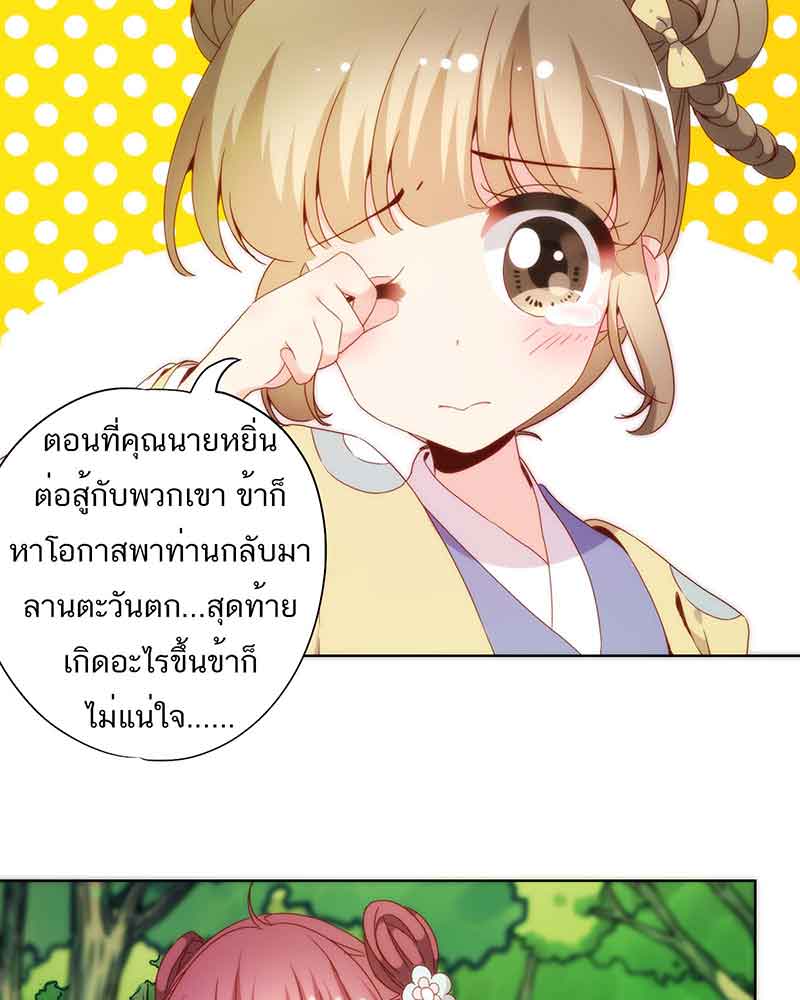 ตอนที่คุณนายหยิ่น
ต่อสู้กับพวกเขา ข้าก็
หาโอกาสพาท่านกลับมา
ลานตะวันตก...สุดท้าย
เกิดอะไรขึ้นข้าก็
ไม่แน่ใจ......